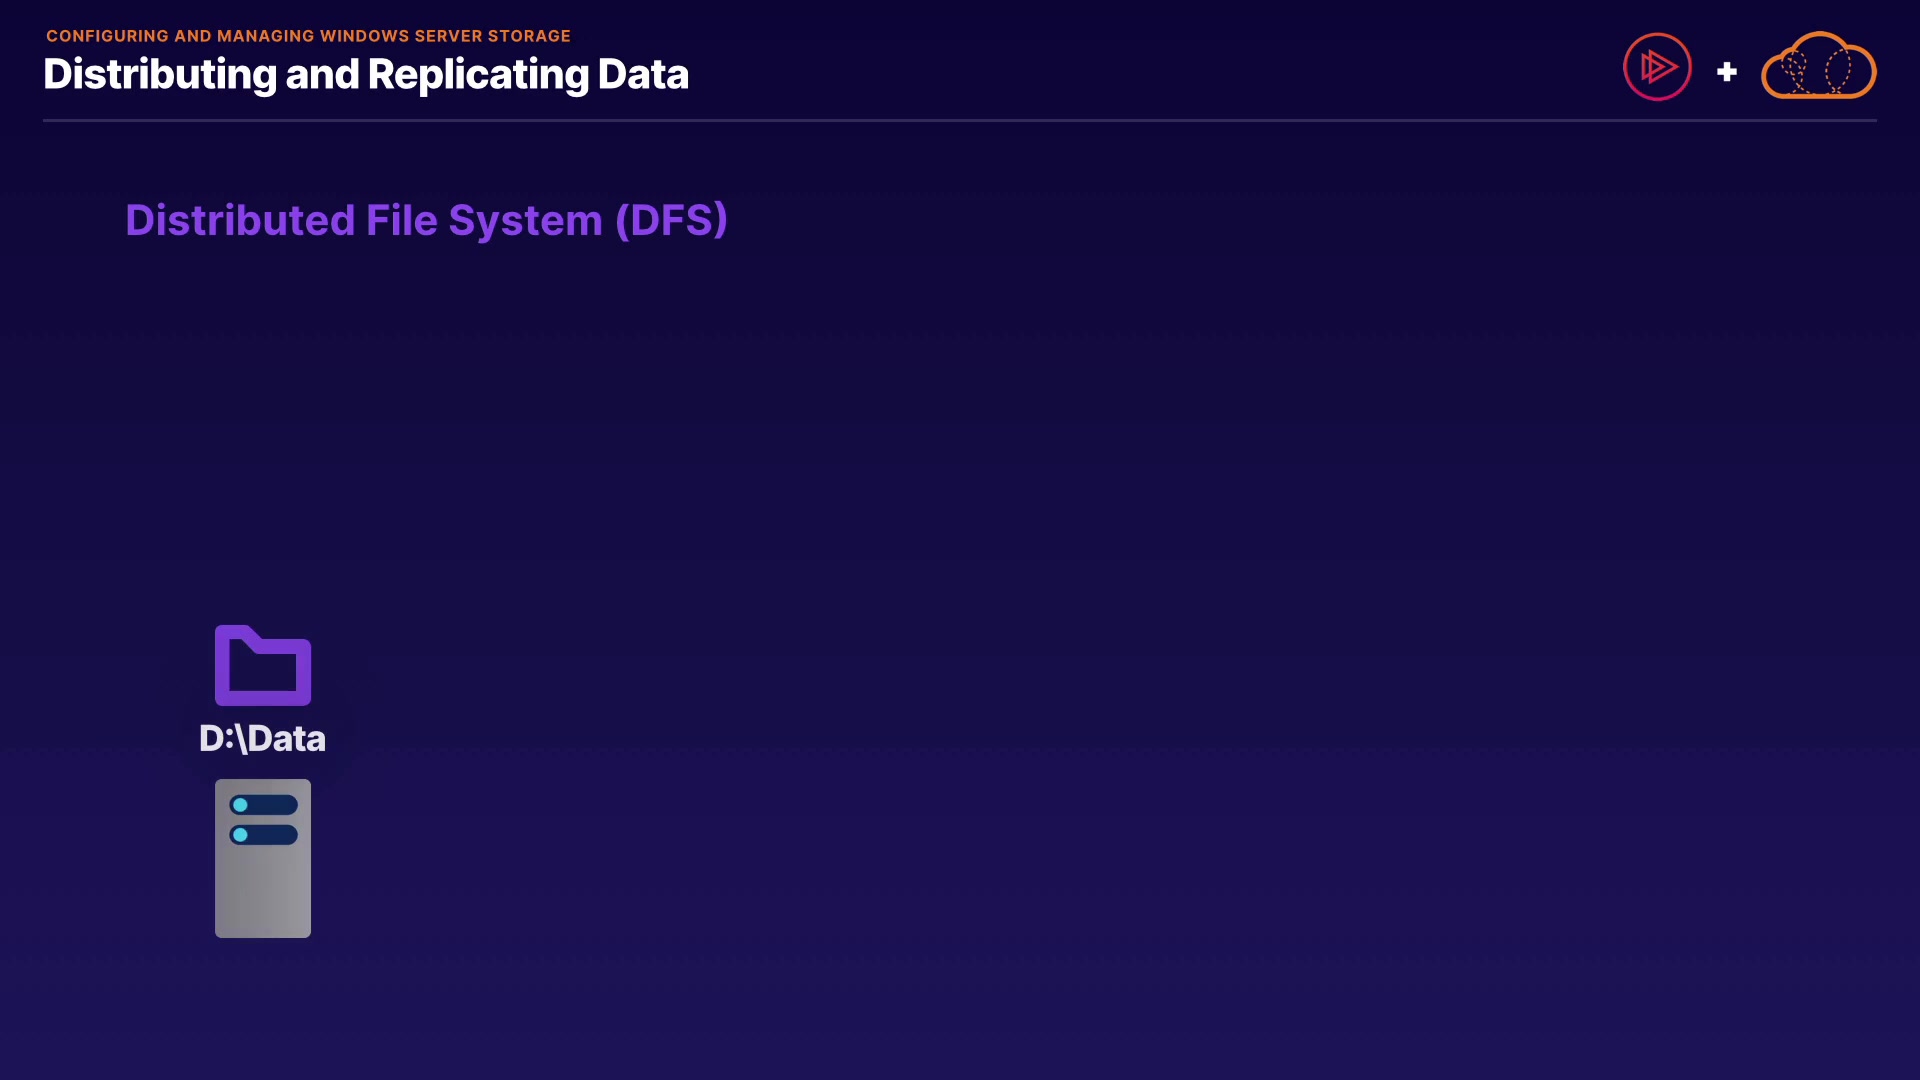 CONFIGURING AND MANAGING WINDOWS SERVER STORAGE
Distributing and Replicating Data
+
Distributed File System (DFS)
D:\Data